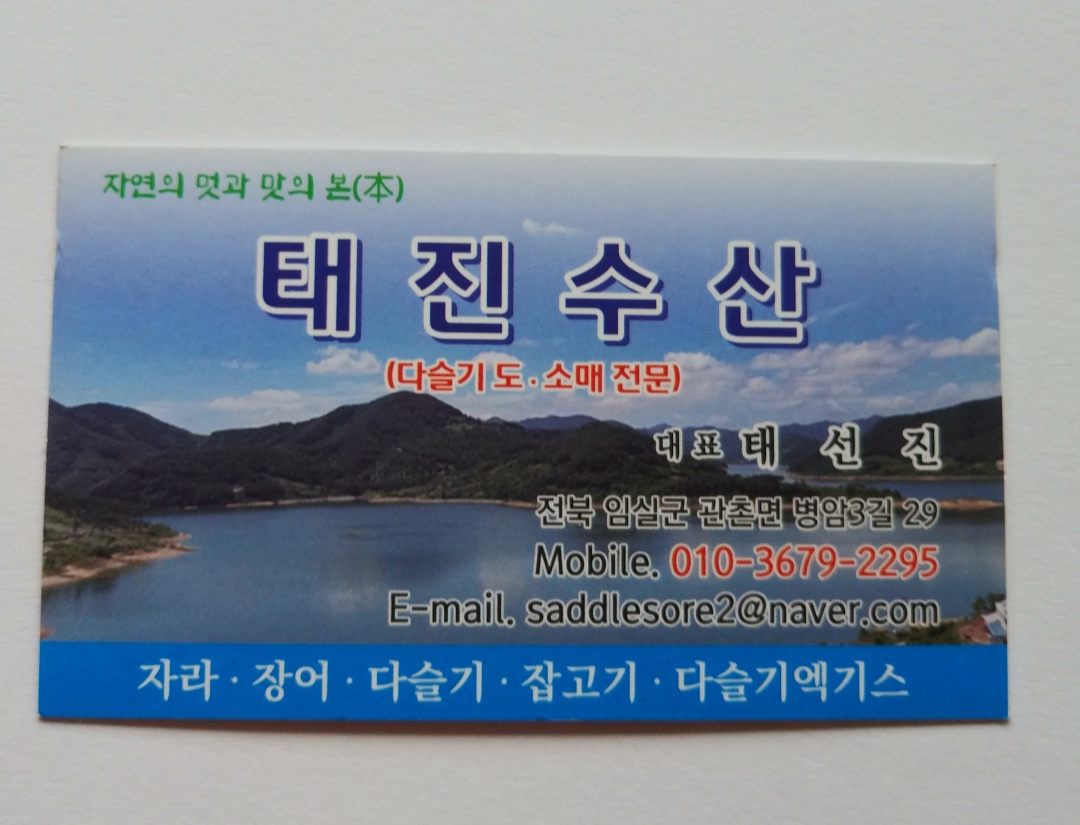 자연의 멋과 맛의 본(本)
태진수산
(다슬기 도·소매 전문)
대표 태선진
전북 임실군 관촌면 병암3길 29
Mobile. 010-3679-2295
E-mail. saddlesore2@naver.com
자라·장어·다슬기·잡고기·다슬기엑기스